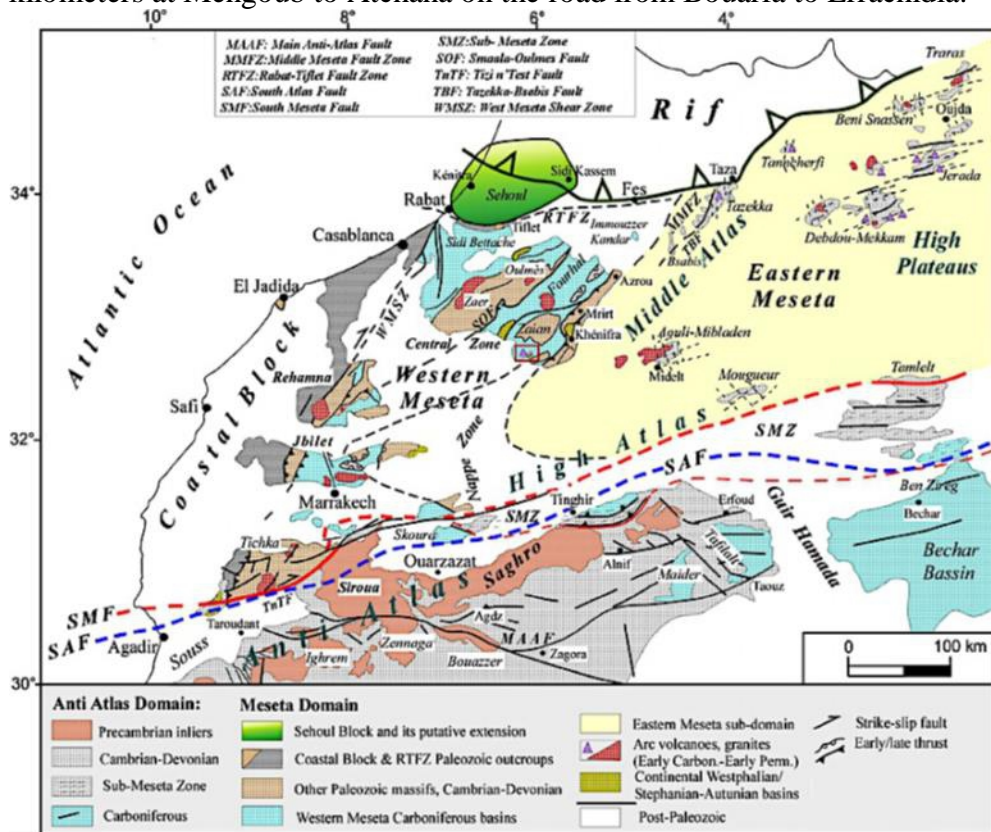 kilometers at Mengoub to Atchana on the road from Bouaria to Errachidia.
10°
8°
6°
4°
MAAF: Main Anti-Atlas Fault
MMFZ:Middle Meseta Fault Zone
RTFZ:Rabat-Tiflet Fault Zone
SAF:South Atlas Fault
SMF:South Meseta Fault
SMZ:Sub- Meseta Zone
SOF: Smaala-Oulmes Fault
TnTF: Tizi n'Test Fault
TBF: Tazekka-Bsabis Fault
WMSZ: West Meseta Shear Zone
Traras
Rif
Beni Snassen
Oujda
Tancherfi
Jerada
Kénitra
Sidi Kassem
34°
Sehoul
Fes
Taza
Rabat
RTFZ
Tazekka
Tiflet
Immouzzer
Kandar
MMFZ
Casablanca
Sidi Bettache
Bsabis
TBF
Debdou-Mekkam
High
Plateaus
Atlantic Ocean
Oulmès
Fourhal
Azrou
Middle Atlas
Eastern
Meseta
El Jadida
WMSZ
Zaer
SOF
Mrirt
Zaian
Khénifra
Central Zone
Aouli-Mibladen
Coastal Block
Rehamna
Western
Meseta
Midelt
Mougueur
Tamlelt
Safi
32°
Jbilet
Nappe Zone
High Atlas
SMZ
SAF
Marrakech
Tinghir
Erfoud
Guir Hamada
Ben Zireg
Bechar
SMZ
Skoura
Tichka
Ouarzazat
Saghro
Tafilalt
Alnif
Maider
Bechar
Basin
Siroua
Taouz
SMF
TnTF
Anti Atlas
SAF
Taroudant
Agdz
MAAF
Agadir
Souss
Zennaga
Ighrem
Bouazzer
Zagora
0 100 km
30°
Anti Atlas Domain:
Precambrian inliers
Cambrian-Devonian
Sub-Meseta Zone
Carboniferous
Meseta Domain
Sehoul Block and its putative extension
Coastal Block & RTFZ Paleozoic outcroups
Other Paleozoic massifs, Cambrian-Devonian
Western Meseta Carboniferous basins
Eastern Meseta sub-domain
Arc volcanoes, granites
(Early Carbon.-Early Perm.)
Continental Westphalian/
Stephanian-Autunian basins
Post-Paleozoic
Strike-slip fault
Early/late thrust